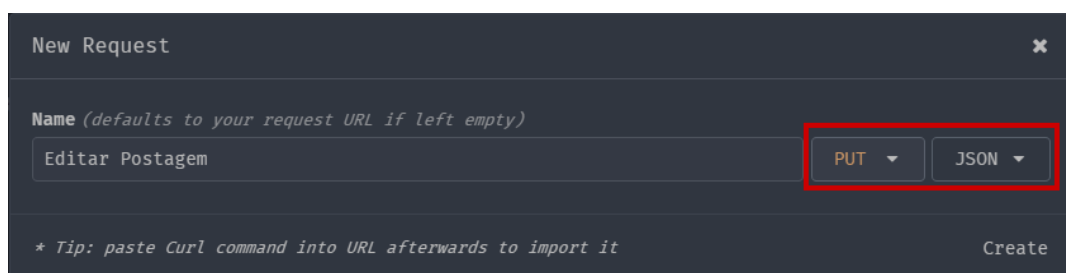 New Request ✖
Name (defaults to your request URL if left empty)
Editar Postagem PUT JSON
* Tip: paste Curl command into URL afterwards to import it Create